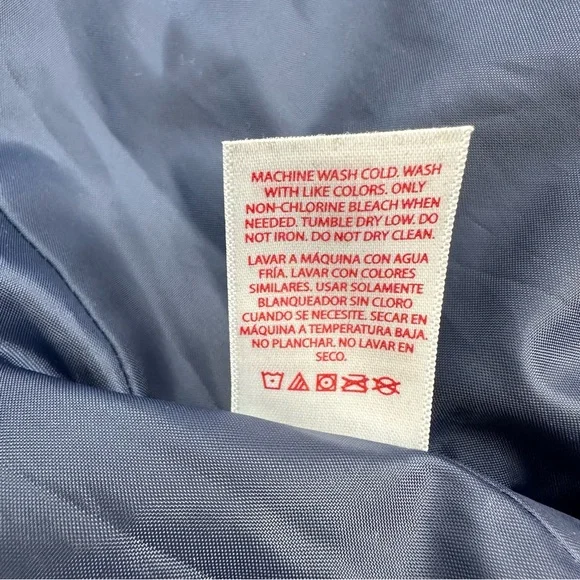 MACHINE WASH COLD. WASH
WITH LIKE COLORS. ONLY
NON-CHLORINE BLEACH WHEN
NEEDED. TUMBLE DRY LOW. DO
NOT IRON. DO NOT DRY CLEAN.
LAVAR A MÁQUINA CON AGUA
FRÍA. LAVAR CON COLORES
SIMILARES. USAR SOLAMENTE
BLANQUEADOR SIN CLORO
CUANDO SE NECESITE. SECAR EN
MÁQUINA A TEMPERATURA BAJA.
NO PLANCHAR. NO LAVAR EN
SECO.